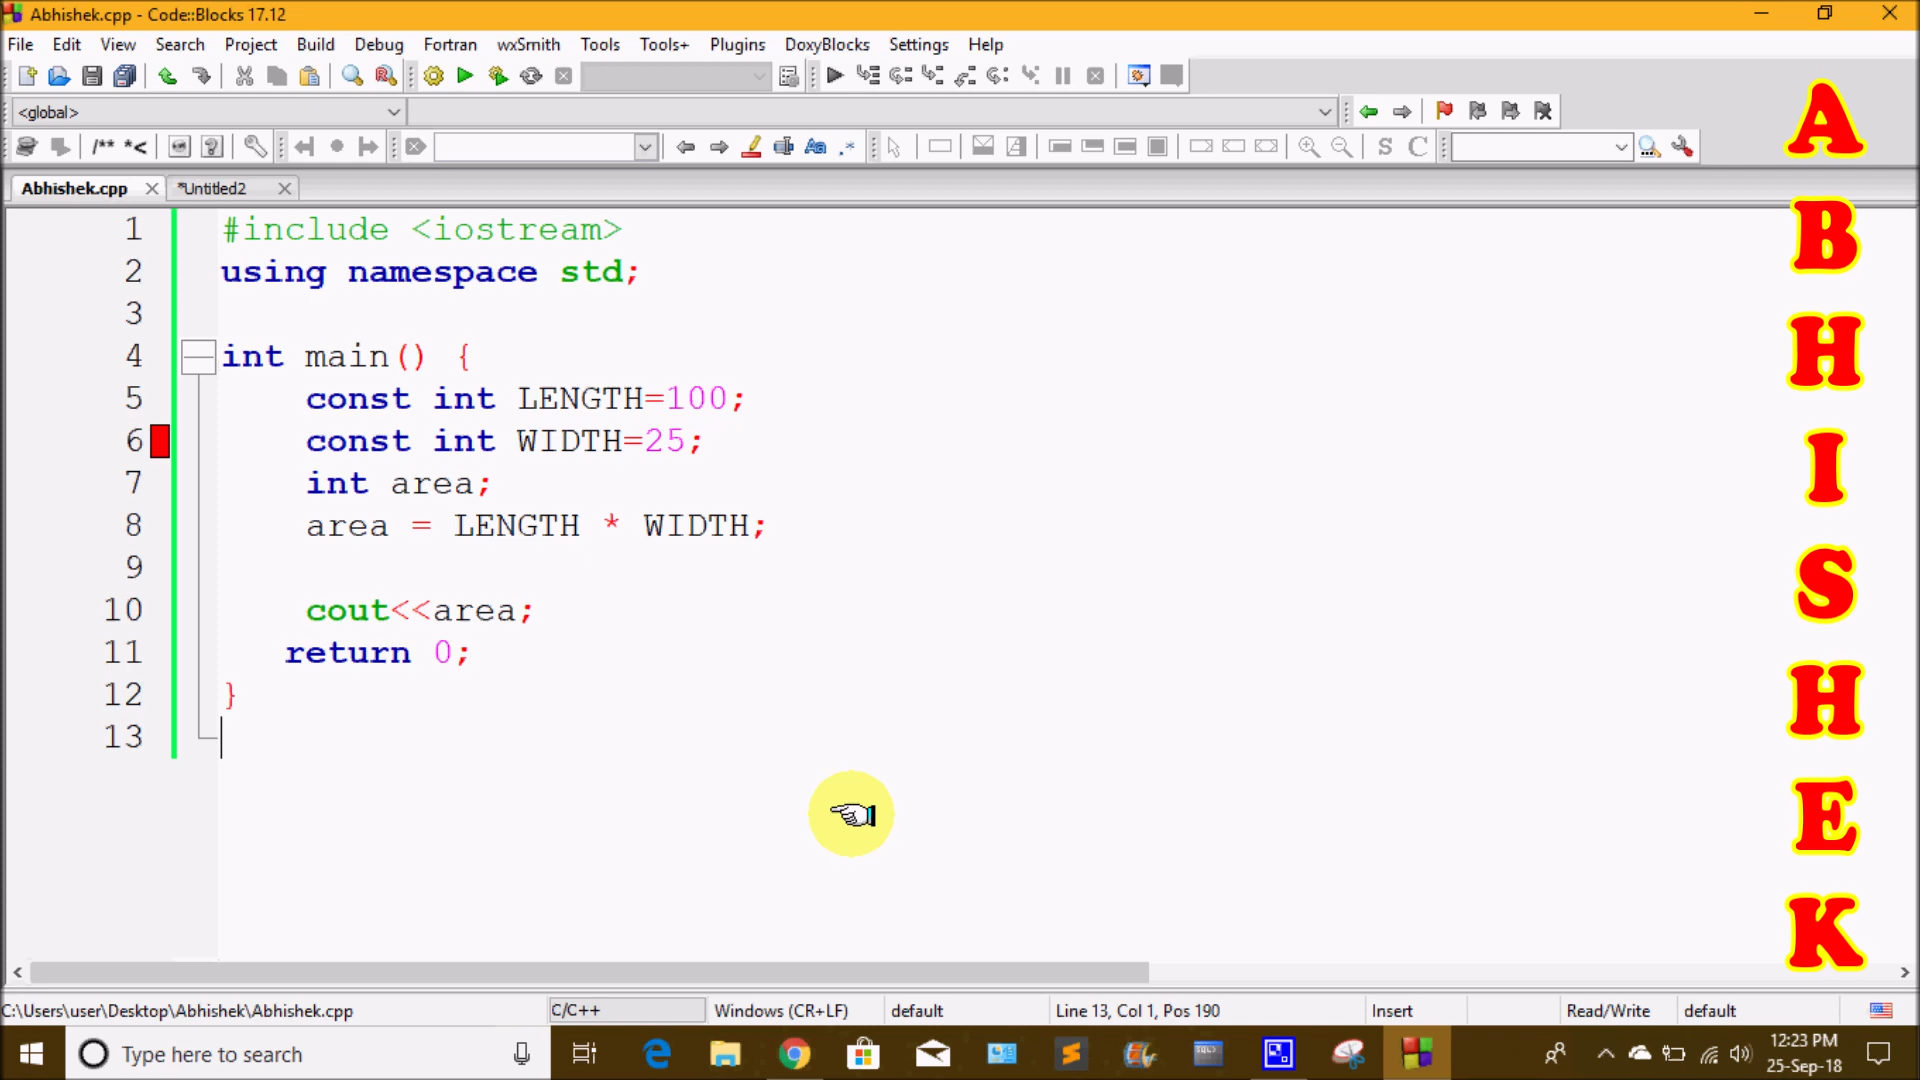 Abhishek.cpp - Code::Blocks 17.12
File Edit View Search Project Build Debug Fortran wxSmith Tools Tools+ Plugins DoxyBlocks Settings Help
<global>
/** *<
S C
Abhishek.cpp *Untitled2
1 #include <iostream>
2 using namespace std;
3
4 int main() {
5 const int LENGTH=100;
6 const int WIDTH=25;
7 int area;
8 area = LENGTH * WIDTH;
9
10 cout<<area;
11 return 0;
12 }
13
A
B
H
I
S
H
E
K
C:\Users\user\Desktop\Abhishek\Abhishek.cpp C/C++ Windows (CR+LF) default Line 13, Col 1, Pos 190 Insert Read/Write default
Type here to search
12:23 PM
25-Sep-18